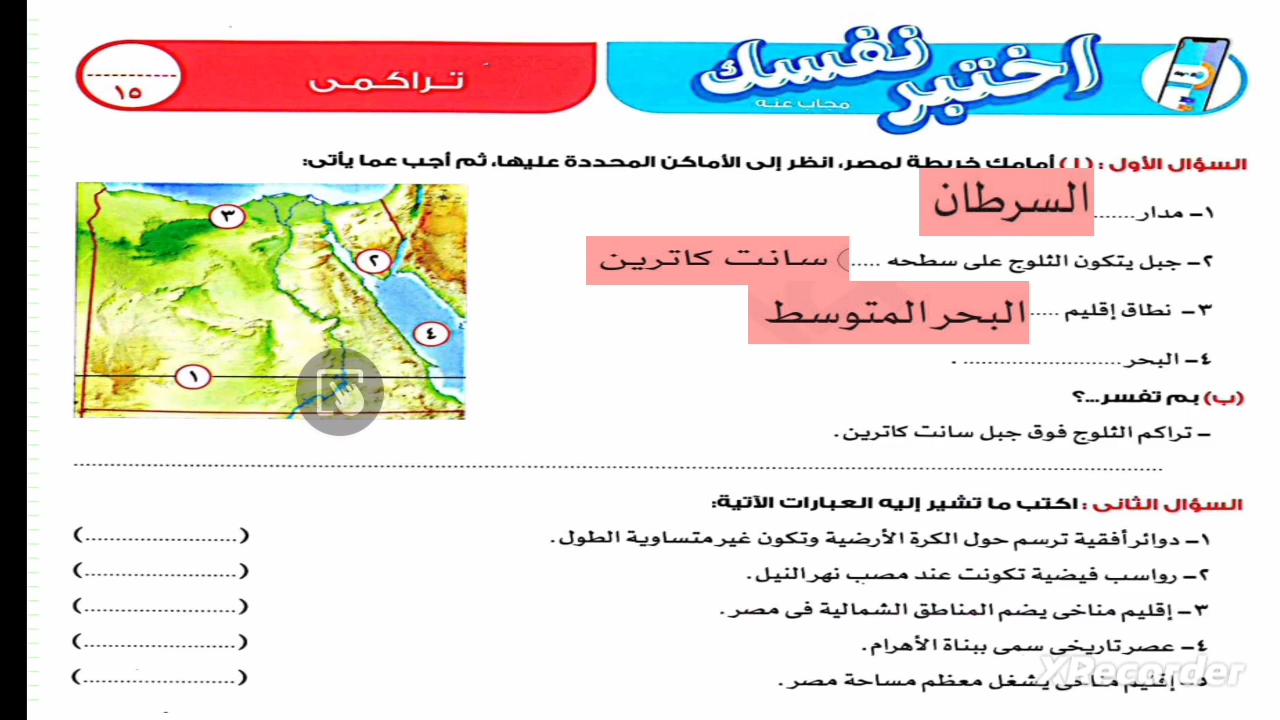 اختبر نفسك
مجاب عنه
تراكمى
١٥
السؤال الأول : (ا) أمامك خريطة لمصر، انظر إلى الأماكن المحددة عليها، ثم أجب عما يأتى:
١- مدار ....... السرطان
٢- جبل يتكون الثلوج على سطحه ..... سانت كاترين
٣- نطاق إقليم ..... البحر المتوسط
٤- البحر ........................ .
٣
٢
٤
١
(ب) بم تفسر...؟
- تراكم الثلوج فوق جبل سانت كاترين.
السؤال الثانى : اكتب ما تشير إليه العبارات الآتية:
١- دوائر أفقية ترسم حول الكرة الأرضية وتكون غير متساوية الطول. (........................)
٢- رواسب فيضية تكونت عند مصب نهر النيل. (........................)
٣- إقليم مناخى يضم المناطق الشمالية فى مصر. (........................)
٤- عصر تاريخى سمى ببناة الأهرام. (........................)
٥- إقليم مناخى يشغل معظم مساحة مصر. (........................)
XRecorder